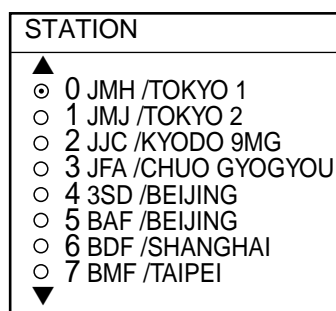 STATION
0 JMH /TOKYO 1
1 JMJ /TOKYO 2
2 JJC /KYODO 9MG
3 JFA /CHUO GYOGYOU
4 3SD /BEIJING
5 BAF /BEIJING
6 BDF /SHANGHAI
7 BMF /TAIPEI